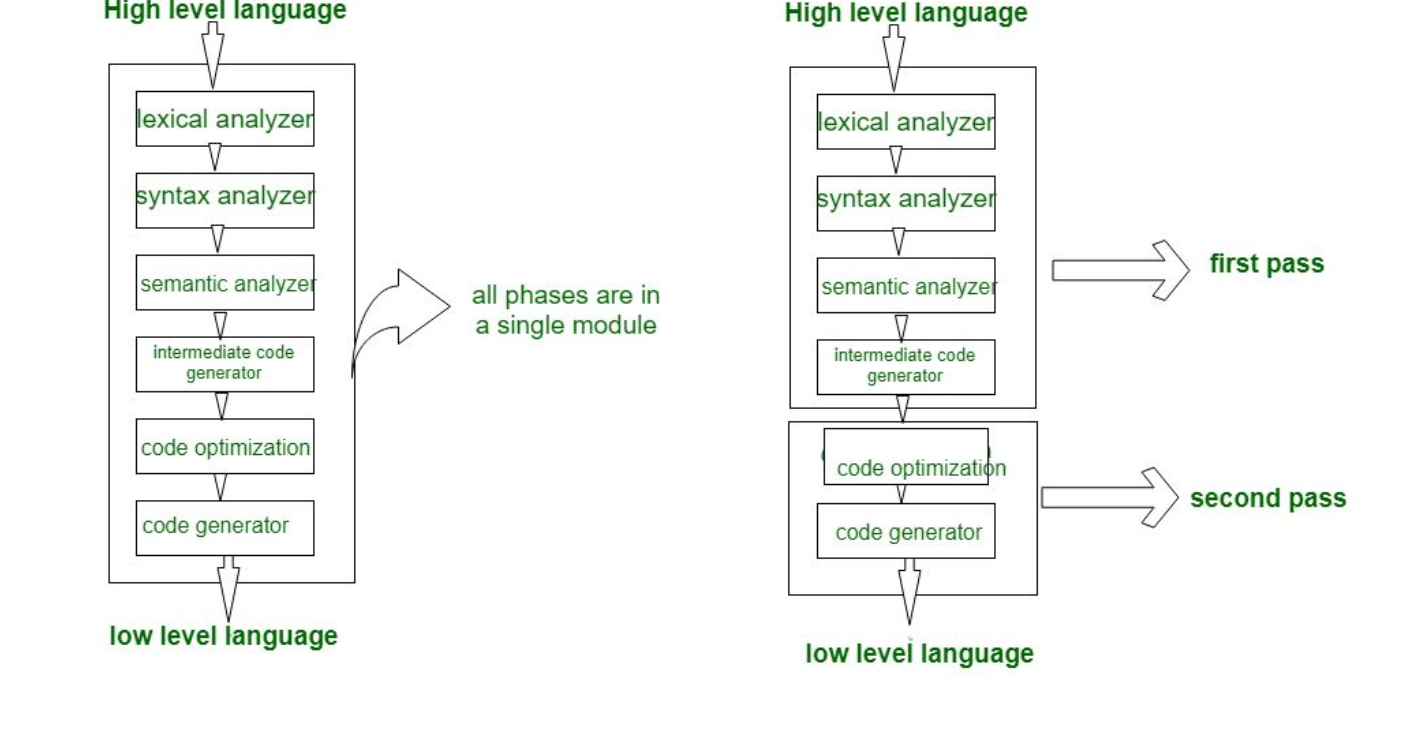 High level language
lexical analyzer
syntax analyzer
semantic analyzer
intermediate code
generator
code optimization
code generator
low level language
all phases are in
a single module
High level language
lexical analyzer
syntax analyzer
semantic analyzer
intermediate code
generator
code optimization
code generator
low level language
first pass
second pass